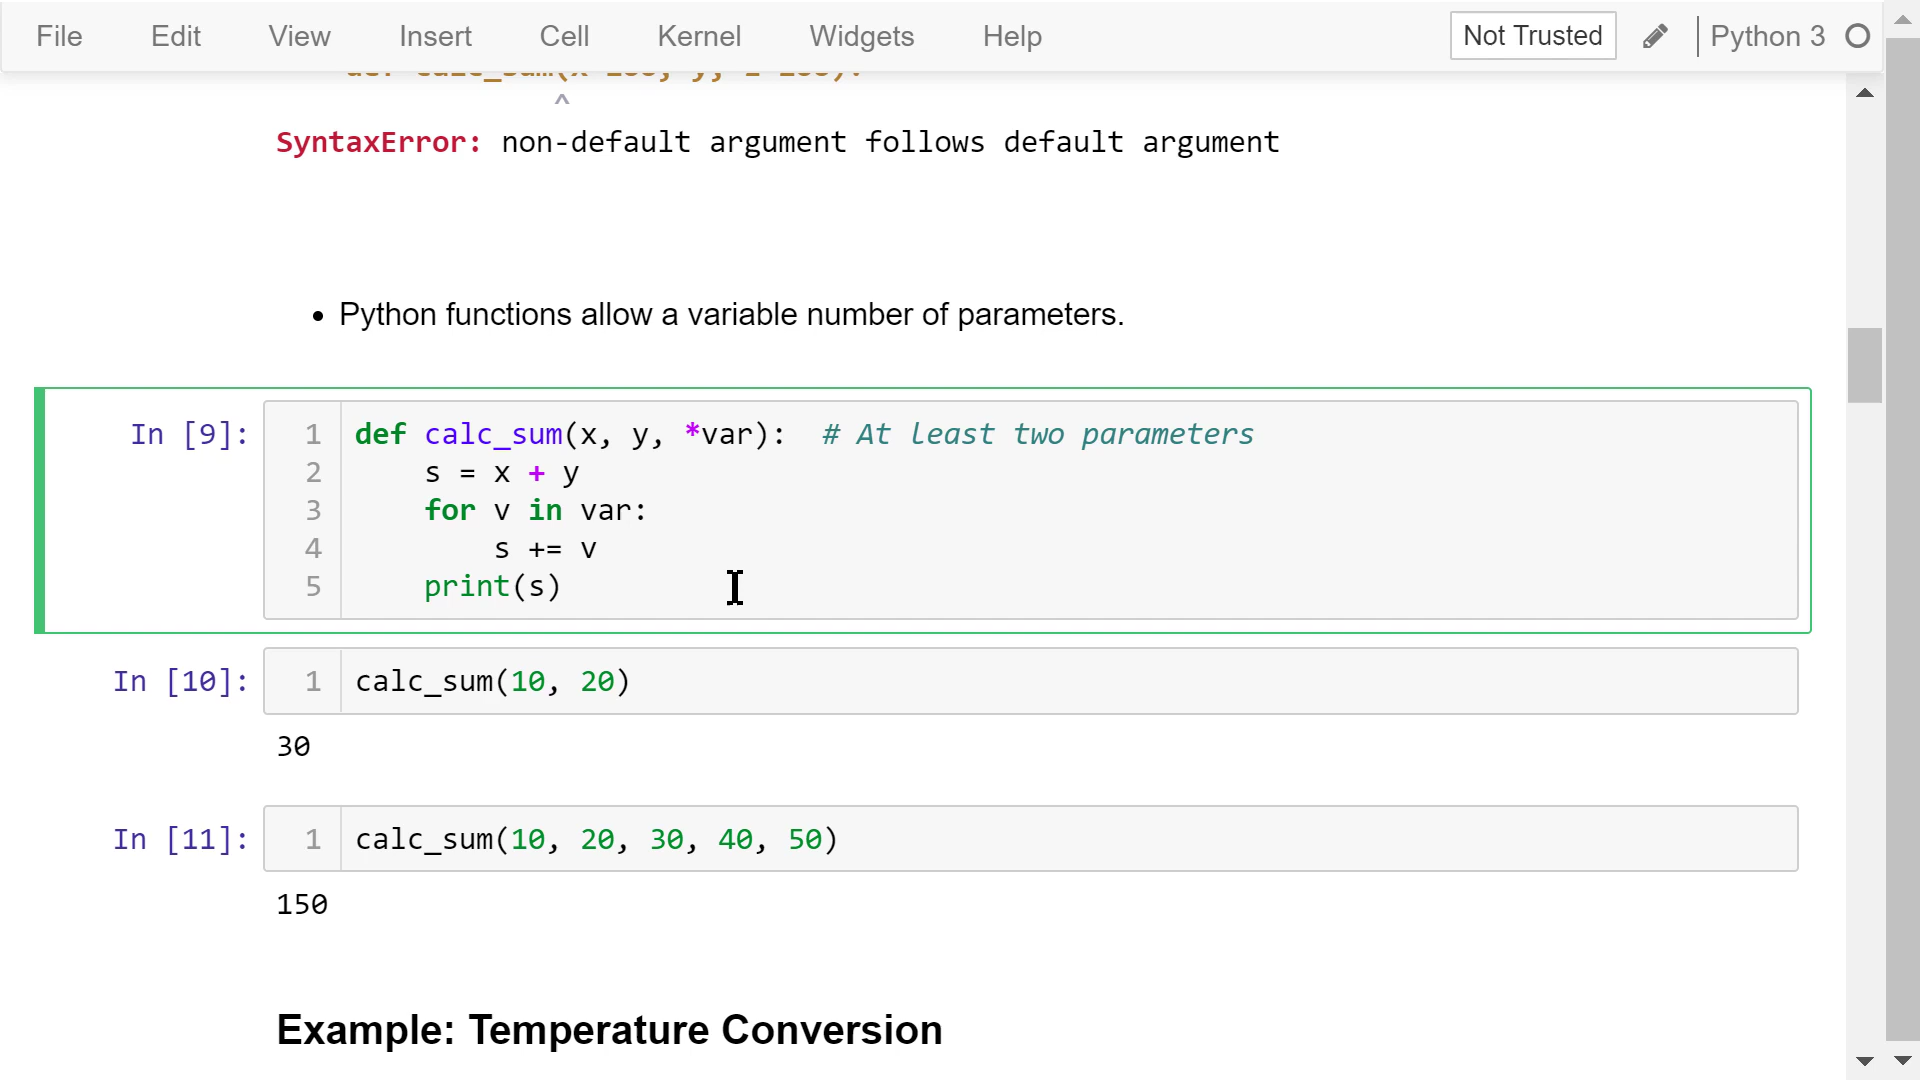 File Edit View Insert Cell Kernel Widgets Help Not Trusted Python 3
SyntaxError: non-default argument follows default argument
• Python functions allow a variable number of parameters.
In [9]:
1 def calc_sum(x, y, *var):  # At least two parameters
2     s = x + y
3     for v in var:
4         s += v
5     print(s)
In [10]: 1 calc_sum(10, 20)
30
In [11]: 1 calc_sum(10, 20, 30, 40, 50)
150
Example: Temperature Conversion